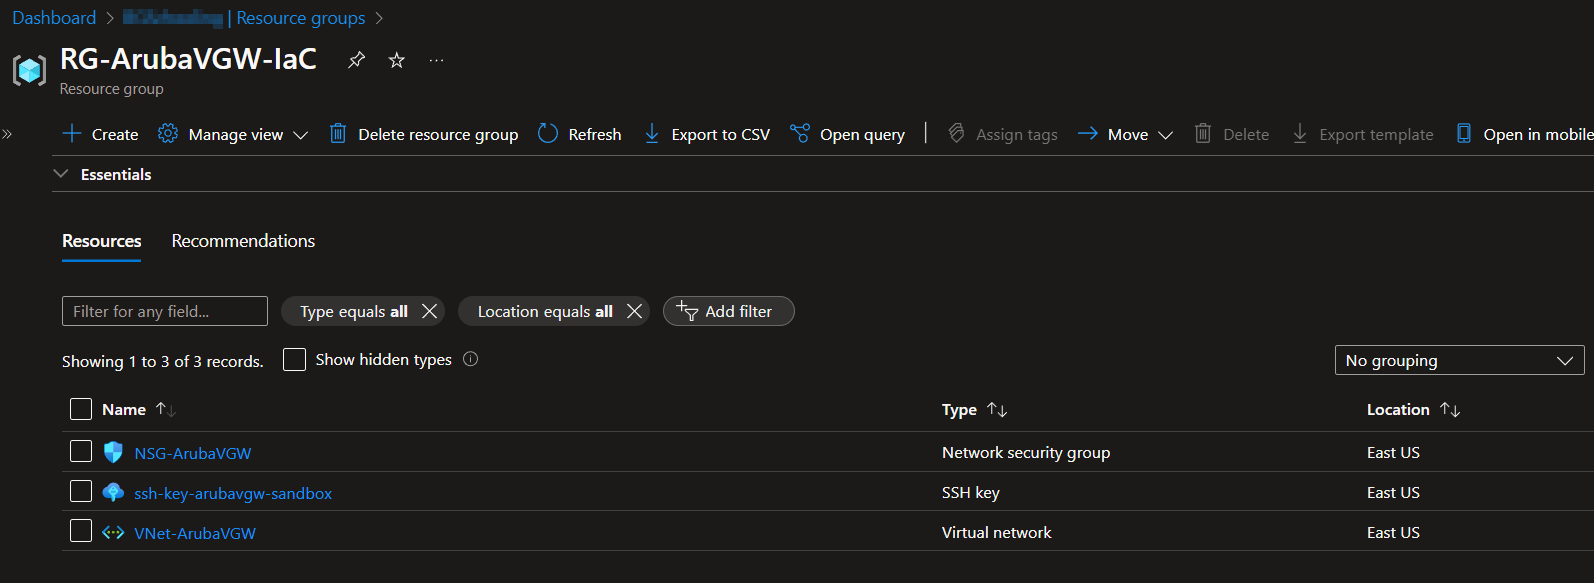 Dashboard > | Resource groups >
RG-ArubaVGW-IaC
Resource group
Create Manage view Delete resource group Refresh Export to CSV Open query Assign tags Move Delete Export template Open in mobile
Essentials
Resources Recommendations
Filter for any field... Type equals all Location equals all Add filter
Showing 1 to 3 of 3 records. Show hidden types No grouping
Name Type Location
NSG-ArubaVGW Network security group East US
ssh-key-arubavgw-sandbox SSH key East US
VNet-ArubaVGW Virtual network East US